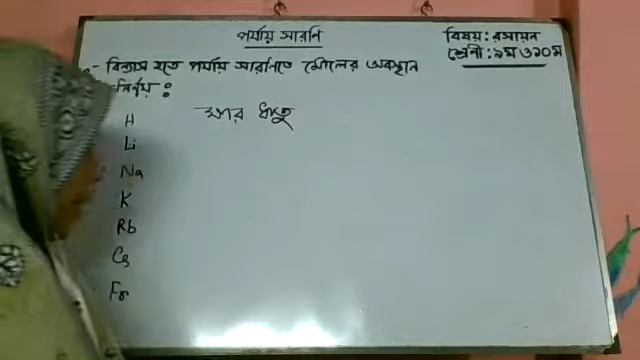 পর্যায় সারণি
বিষয় : রসায়ন
শ্রেণী : ৯ম ও ১০ম
- বিন্যাস হতে পর্যায় সারণিতে মৌলের অবস্থান
নির্ণয় :
ক্ষার ধাতু
H
Li
Na
K
Rb
Cs
Fr